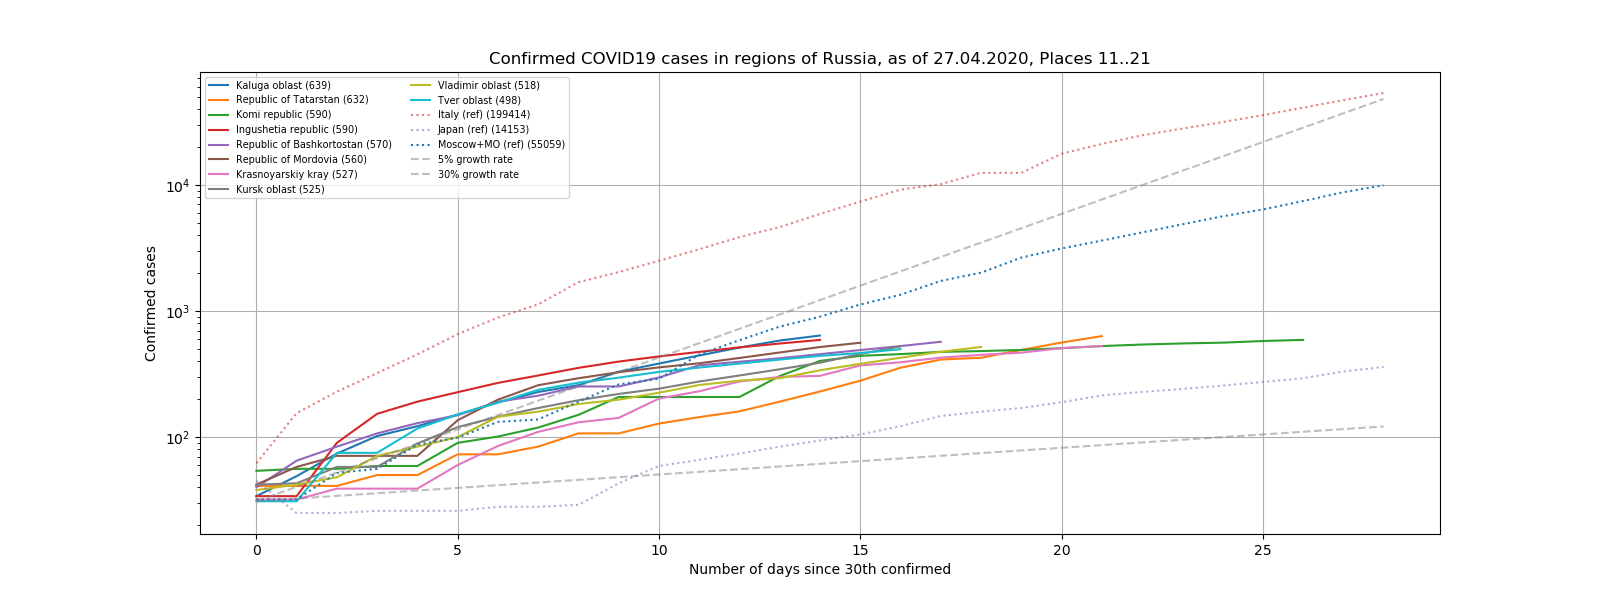 Confirmed COVID19 cases in regions of Russia, as of 27.04.2020, Places 11..21
Kaluga oblast (639)
Republic of Tatarstan (632)
Komi republic (590)
Ingushetia republic (590)
Republic of Bashkortostan (570)
Republic of Mordovia (560)
Krasnoyarskiy kray (527)
Kursk oblast (525)
Vladimir oblast (518)
Tver oblast (498)
Italy (ref) (199414)
Japan (ref) (14153)
Moscow+MO (ref) (55059)
5% growth rate
30% growth rate
Confirmed cases
10⁴
10³
10²
0 5 10 15 20 25
Number of days since 30th confirmed